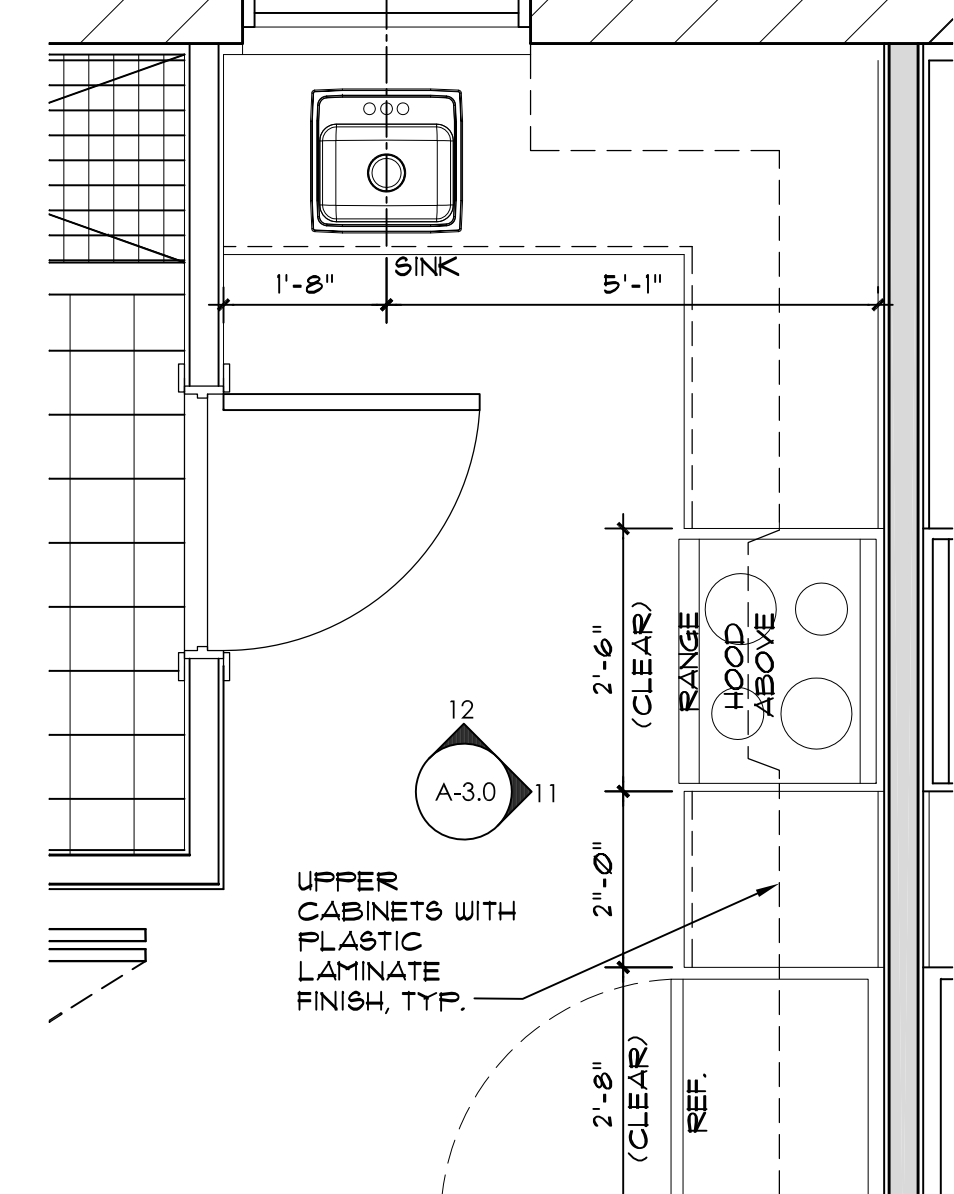 SINK
1'-8"
5'-1"
2'-6"
(CLEAR)
RANGE
HOOD
ABOVE
12
A-3.0
11
2"-0"
UPPER
CABINETS WITH
PLASTIC
LAMINATE
FINISH, TYP.
2'-8"
(CLEAR)
REF.